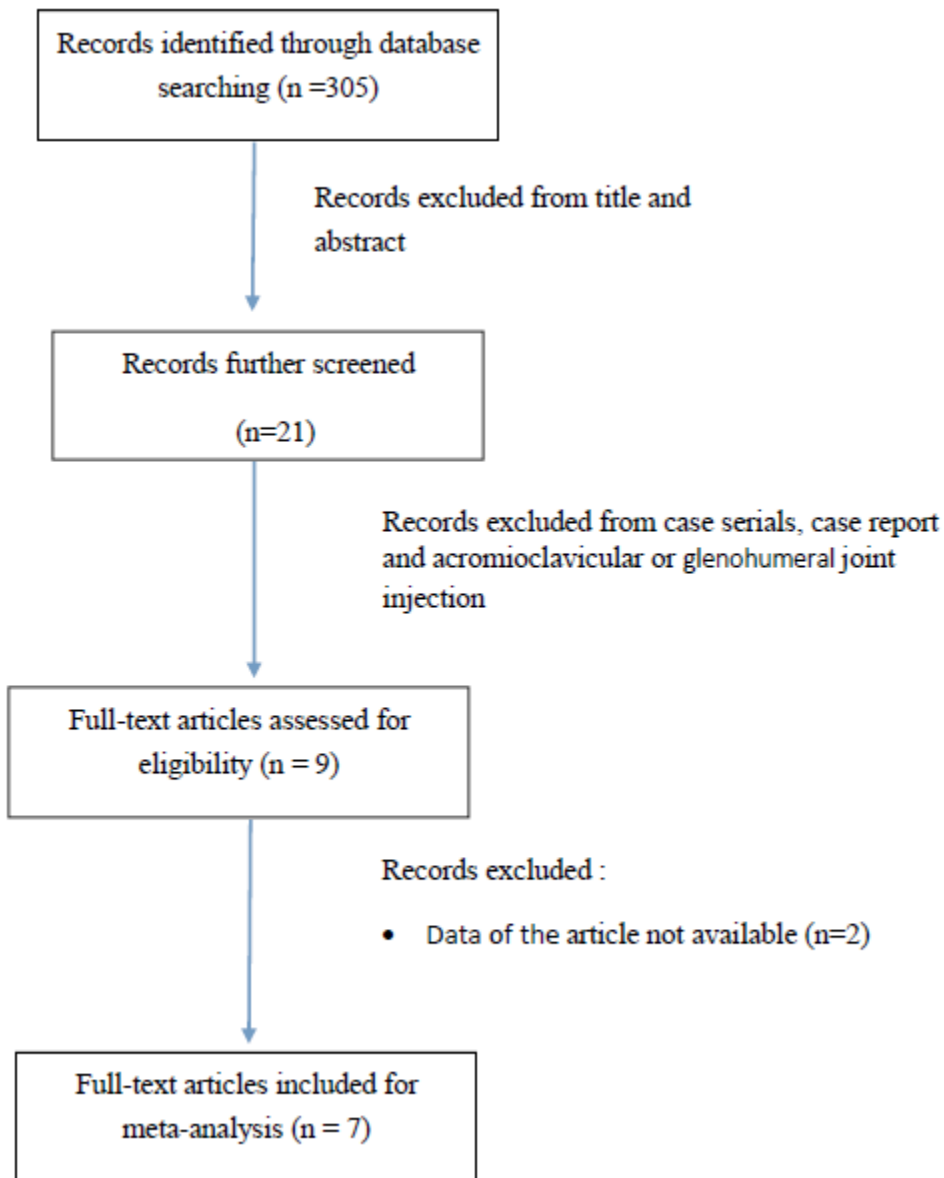 Records identified through database
searching (n =305)
Records excluded from title and
abstract
Records further screened
(n=21)
Records excluded from case serials, case report
and acromioclavicular or glenohumeral joint
injection
Full-text articles assessed for
eligibility (n = 9)
Records excluded :
• Data of the article not available (n=2)
Full-text articles included for
meta-analysis (n = 7)